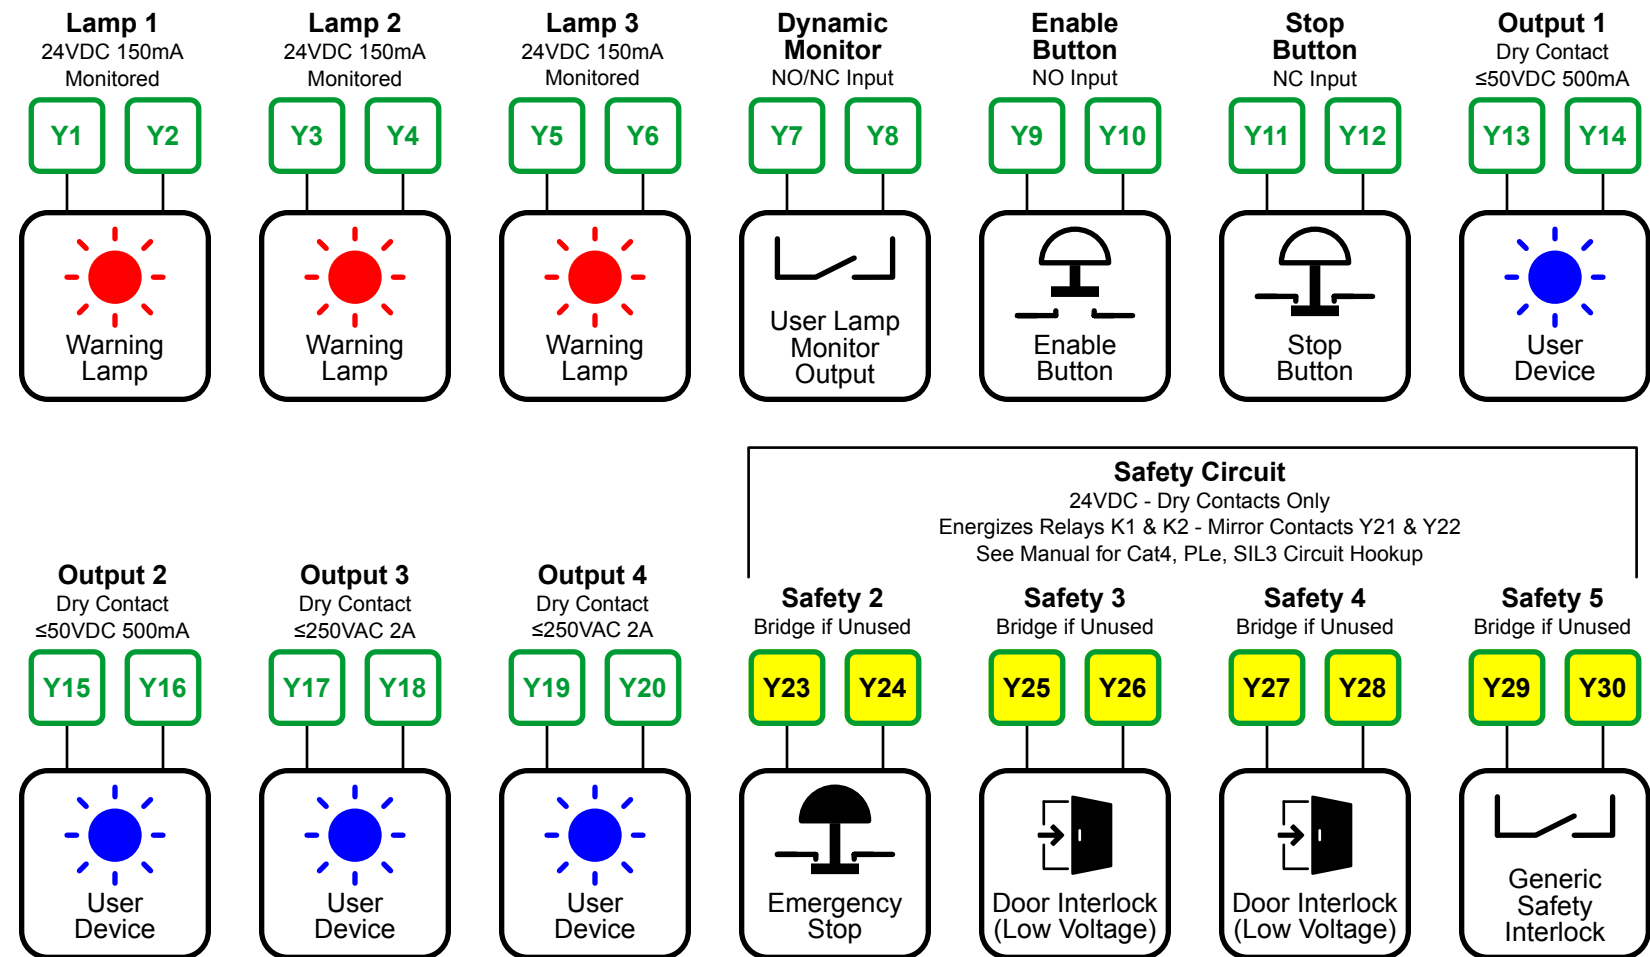 Lamp 1
24VDC 150mA
Monitored
Y1 Y2
Warning
Lamp
Lamp 2
24VDC 150mA
Monitored
Y3 Y4
Warning
Lamp
Lamp 3
24VDC 150mA
Monitored
Y5 Y6
Warning
Lamp
Dynamic
Monitor
NO/NC Input
Y7 Y8
User Lamp
Monitor
Output
Enable
Button
NO Input
Y9 Y10
Enable
Button
Stop
Button
NC Input
Y11 Y12
Stop
Button
Output 1
Dry Contact
≤50VDC 500mA
Y13 Y14
User
Device
Output 2
Dry Contact
≤50VDC 500mA
Y15 Y16
User
Device
Output 3
Dry Contact
≤250VAC 2A
Y17 Y18
User
Device
Output 4
Dry Contact
≤250VAC 2A
Y19 Y20
User
Device
Safety Circuit
24VDC - Dry Contacts Only
Energizes Relays K1 & K2 - Mirror Contacts Y21 & Y22
See Manual for Cat4, PLe, SIL3 Circuit Hookup
Safety 2
Bridge if Unused
Y23 Y24
Emergency
Stop
Safety 3
Bridge if Unused
Y25 Y26
Door Interlock
(Low Voltage)
Safety 4
Bridge if Unused
Y27 Y28
Door Interlock
(Low Voltage)
Safety 5
Bridge if Unused
Y29 Y30
Generic
Safety
Interlock